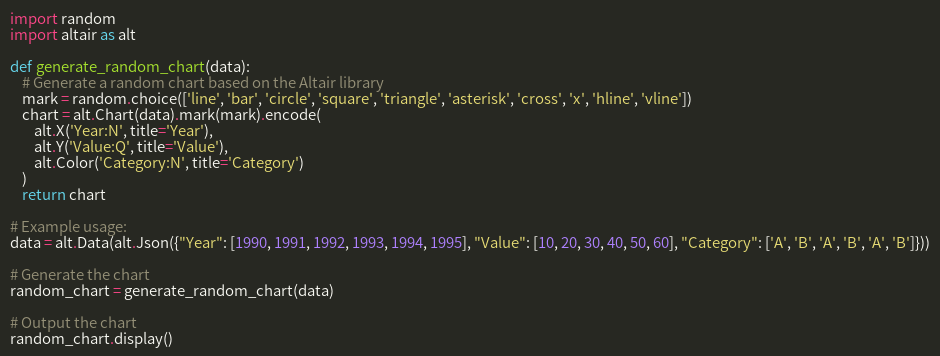 import random
import altair as alt

def generate_random_chart(data):
    # Generate a random chart based on the Altair library
    mark = random.choice(['line', 'bar', 'circle', 'square', 'triangle', 'asterisk', 'cross', 'x', 'hline', 'vline'])
    chart = alt.Chart(data).mark(mark).encode(
        alt.X('Year:N', title='Year'),
        alt.Y('Value:Q', title='Value'),
        alt.Color('Category:N', title='Category')
    )
    return chart

# Example usage:
data = alt.Data(alt.Json({"Year": [1990, 1991, 1992, 1993, 1994, 1995], "Value": [10, 20, 30, 40, 50, 60], "Category": ['A', 'B', 'A', 'B', 'A', 'B']}))

# Generate the chart
random_chart = generate_random_chart(data)

# Output the chart
random_chart.display()